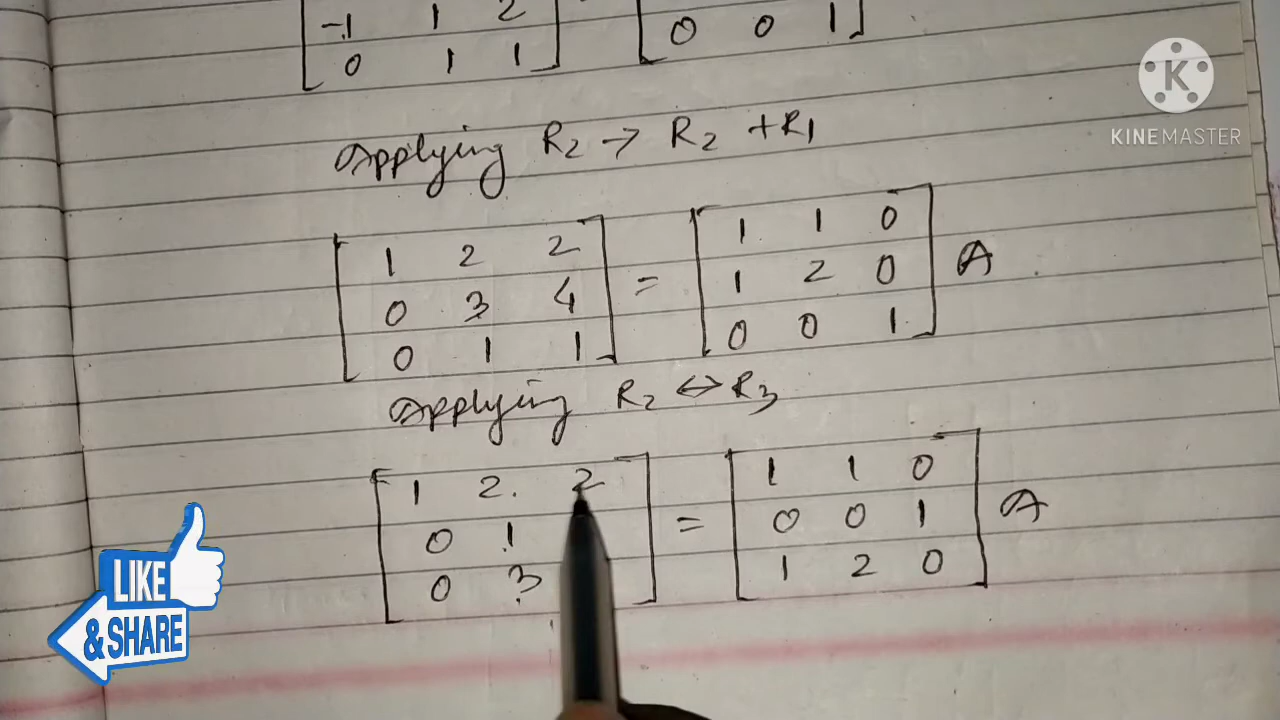 -1 1 2
0 1 1
0 0 1
Applying R2 → R2 + R1
1 2 2
0 3 4
0 1 1
=
1 1 0
1 2 0
0 0 1
A
Applying R2 ↔ R3
1 2 2
0 1
0 3
=
1 1 0
0 0 1
1 2 0
A
K
KINEMASTER
LIKE
& SHARE